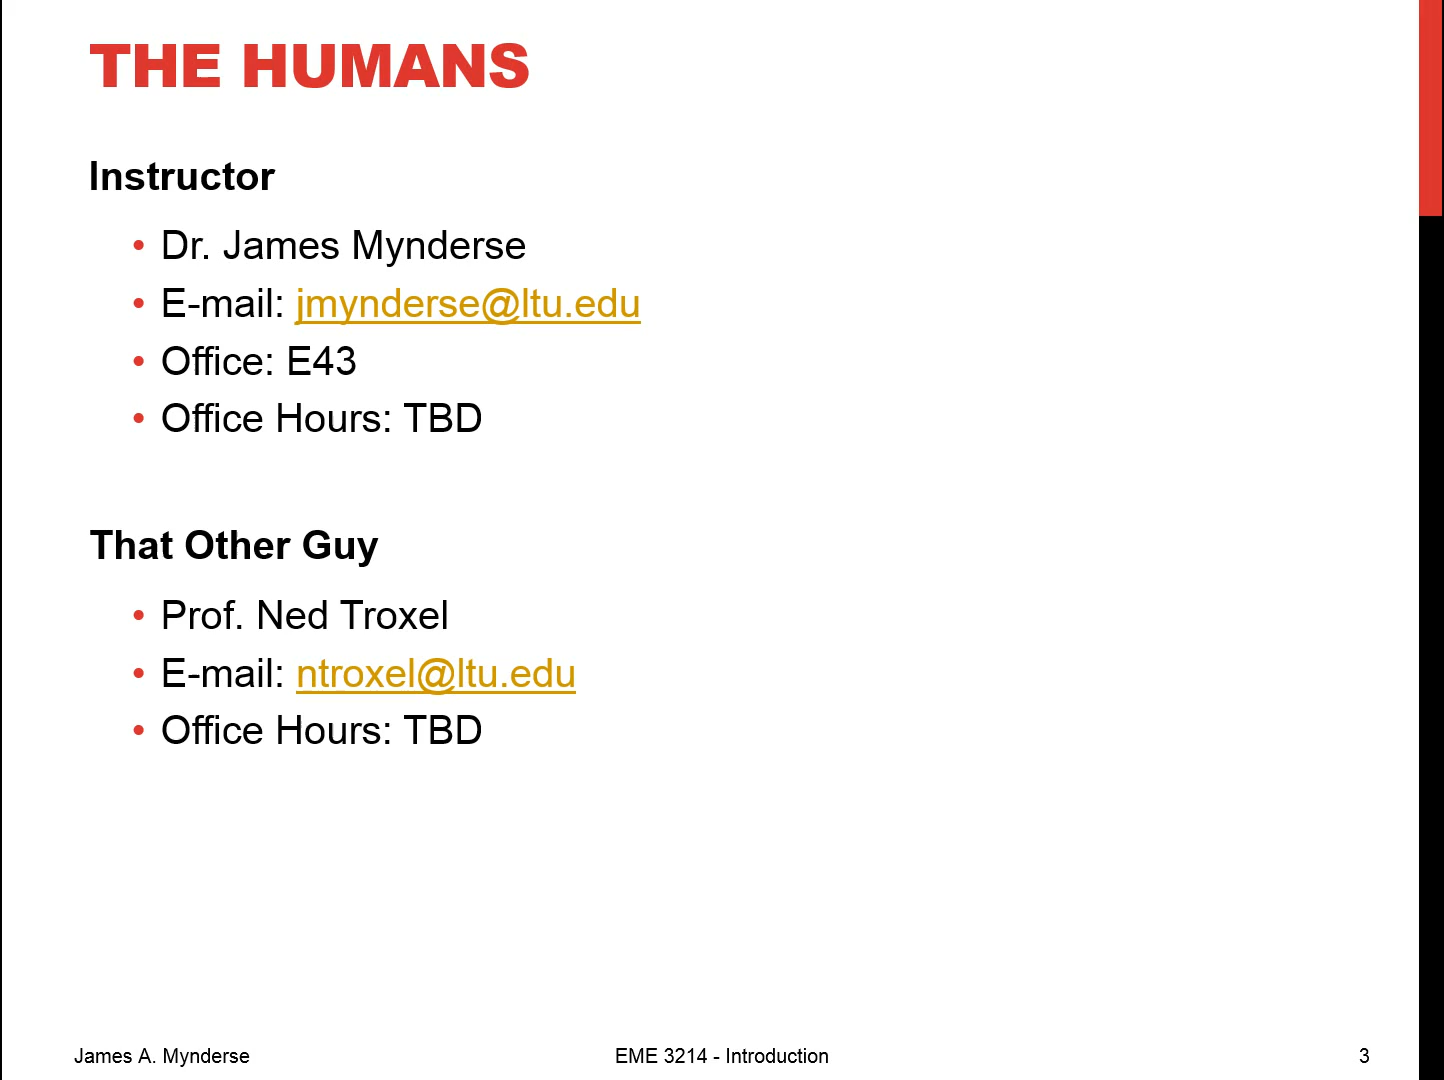 THE HUMANS
Instructor
• Dr. James Mynderse
• E-mail: jmynderse@ltu.edu
• Office: E43
• Office Hours: TBD
That Other Guy
• Prof. Ned Troxel
• E-mail: ntroxel@ltu.edu
• Office Hours: TBD
James A. Mynderse
EME 3214 - Introduction
3